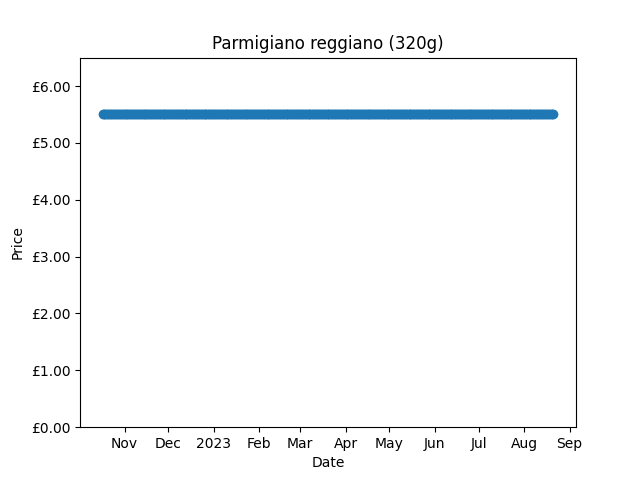 Parmigiano reggiano (320g)
£6.00
£5.00
£4.00
£3.00
£2.00
£1.00
£0.00
Price
Nov Dec 2023 Feb Mar Apr May Jun Jul Aug Sep
Date